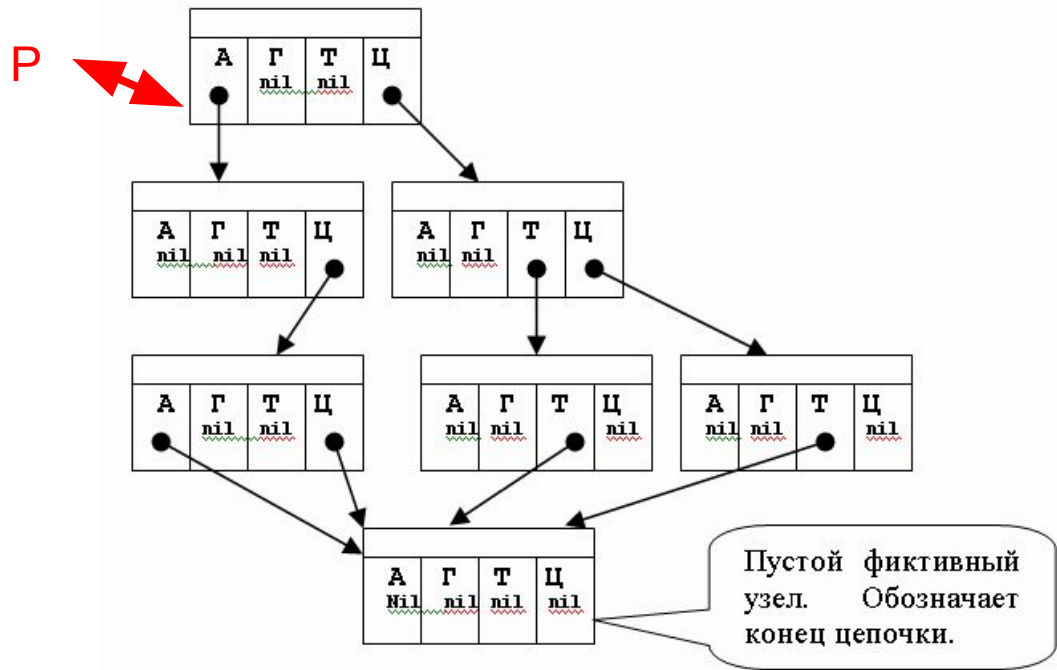 P
А Г Т Ц
nil nil
А Г Т Ц
nil nil nil
А Г Т Ц
nil nil
А Г Т Ц
nil nil
А Г Т Ц
nil nil nil
А Г Т Ц
nil nil nil
А Г Т Ц
Nil nil nil nil
Пустой фиктивный
узел. Обозначает
конец цепочки.